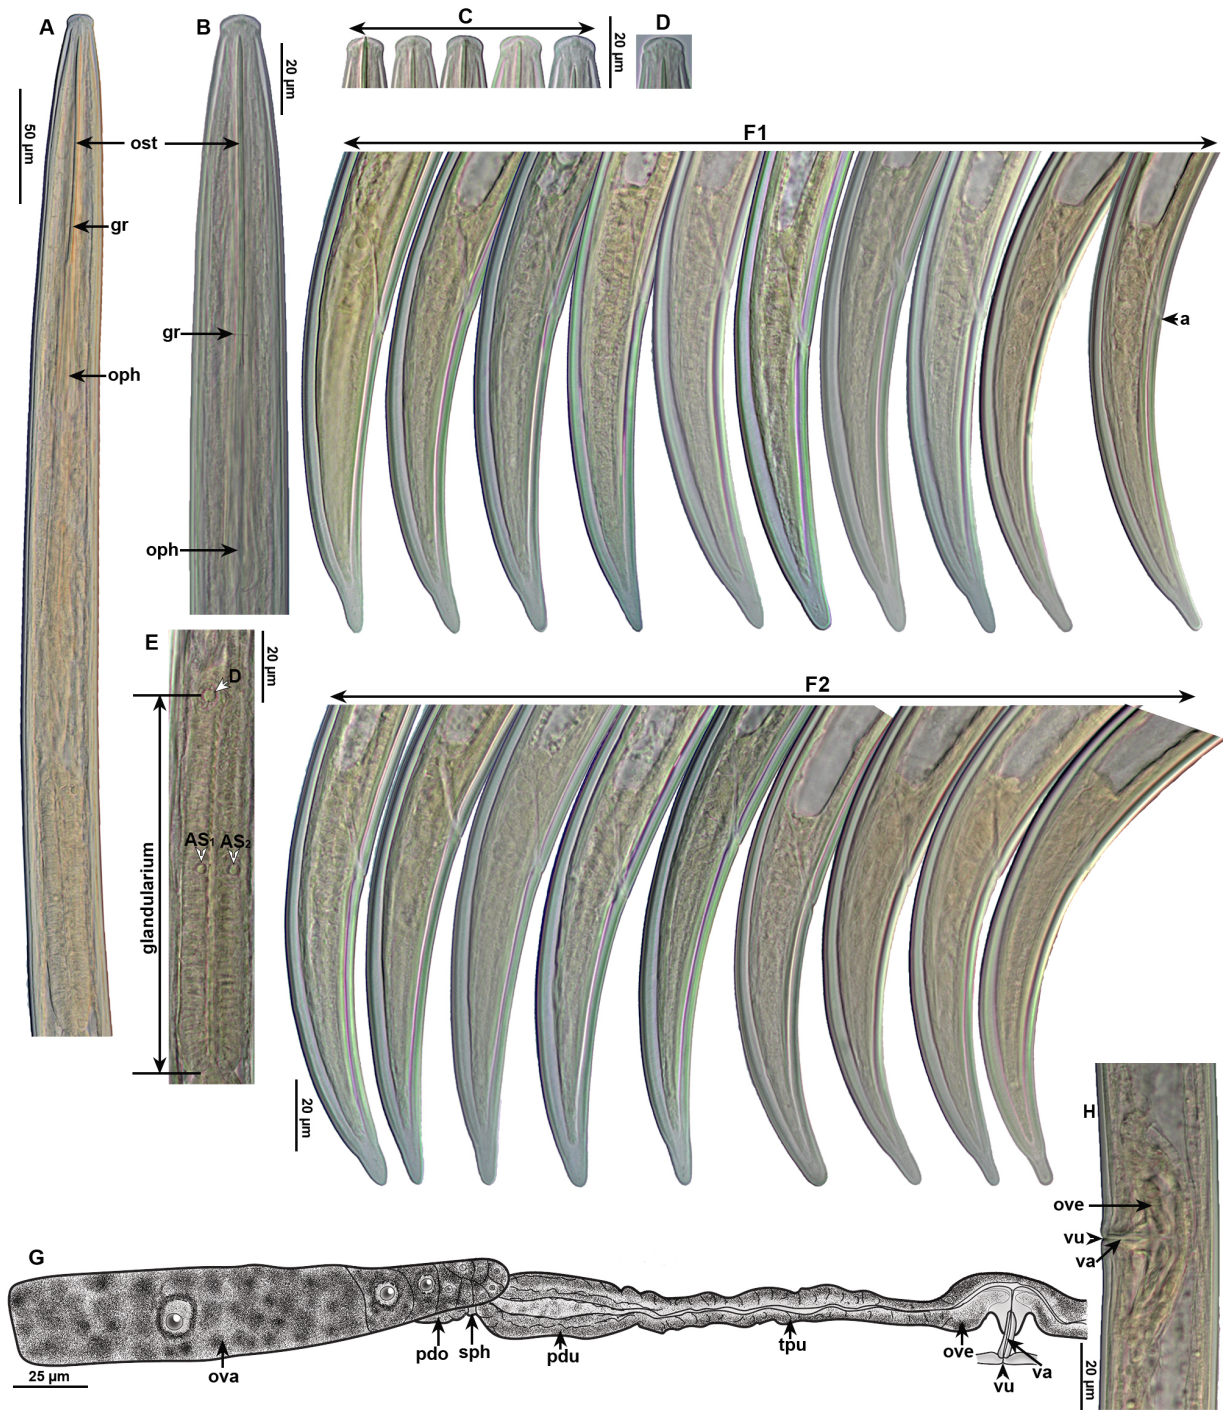 A
B
C
D
20 µm
20 µm
50 µm
ost
gr
gr
oph
oph
F1
a
E
20 µm
D
AS1 AS2
glandularium
F2
20 µm
H
ove
vu
va
20 µm
G
ova
pdo
sph
pdu
tpu
ove
va
vu
25 µm